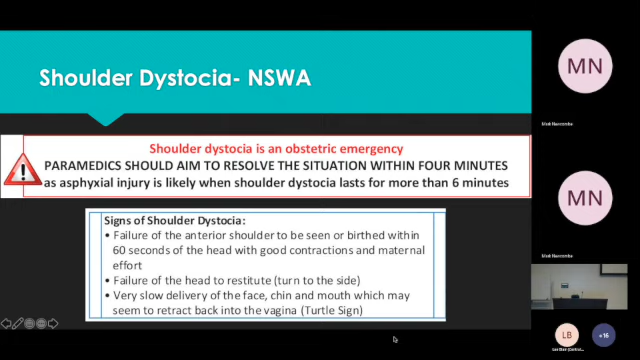 Shoulder Dystocia- NSWA
Shoulder dystocia is an obstetric emergency
PARAMEDICS SHOULD AIM TO RESOLVE THE SITUATION WITHIN FOUR MINUTES
as asphyxial injury is likely when shoulder dystocia lasts for more than 6 minutes
Signs of Shoulder Dystocia:
• Failure of the anterior shoulder to be seen or birthed within
60 seconds of the head with good contractions and maternal
effort
• Failure of the head to restitute (turn to the side)
• Very slow delivery of the face, chin and mouth which may
seem to retract back into the vagina (Turtle Sign)
MN
MN
LB
+16